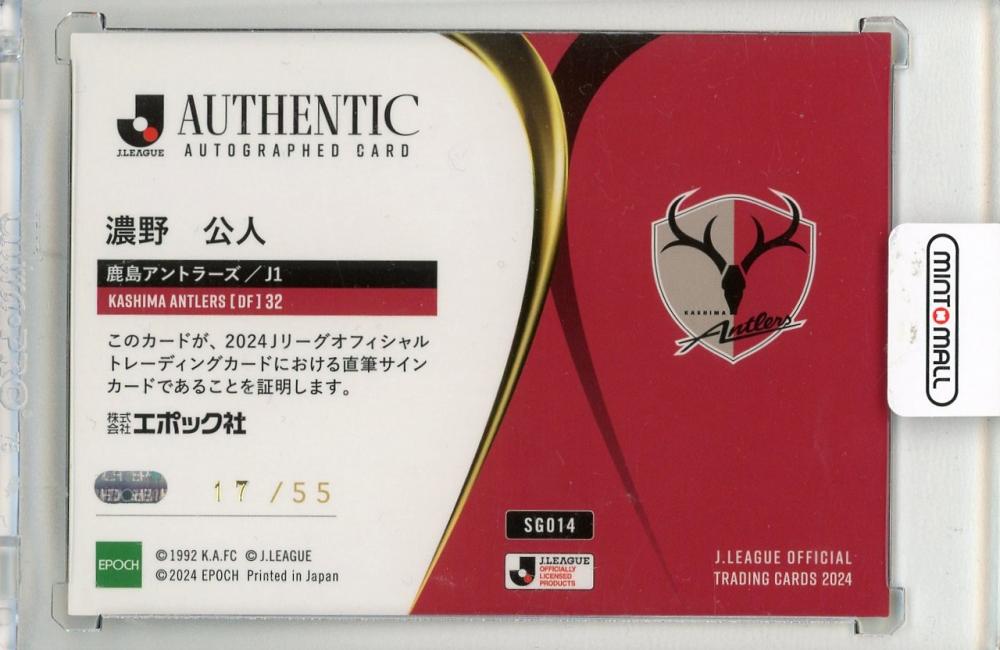 J.LEAGUE
AUTHENTIC
AUTOGRAPHED CARD
濃野 公人
鹿島アントラーズ／J1
KASHIMA ANTLERS [DF] 32
このカードが、2024Jリーグオフィシャル
トレーディングカードにおける直筆サイン
カードであることを証明します。
株式会社エポック社
17 /55
EPOCH
©1992 K.A.FC ©J.LEAGUE
©2024 EPOCH Printed in Japan
KASHIMA
Antlers
SG014
J.LEAGUE
OFFICIALLY
LICENSED
PRODUCTS
J.LEAGUE OFFICIAL
TRADING CARDS 2024
MINT MALL